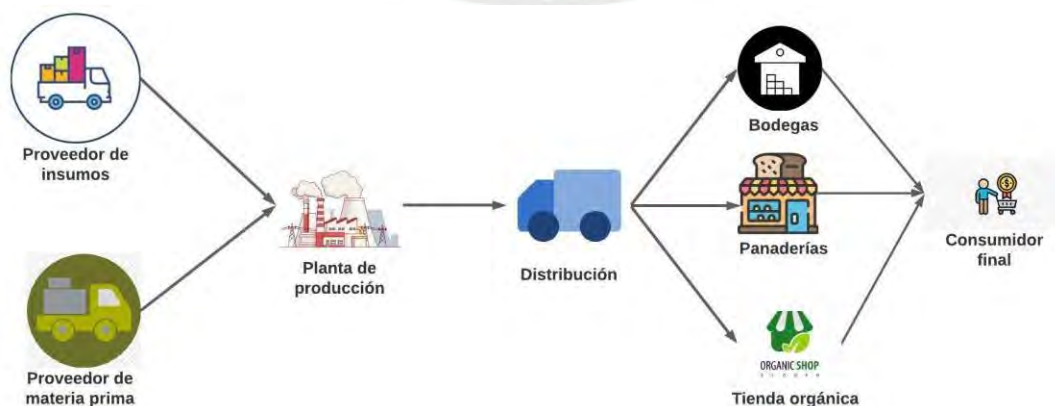 Proveedor de
insumos
Proveedor de
materia prima
Planta de
producción
Distribución
Bodegas
Panaderías
ORGANIC SHOP
Tienda orgánica
Consumidor
final